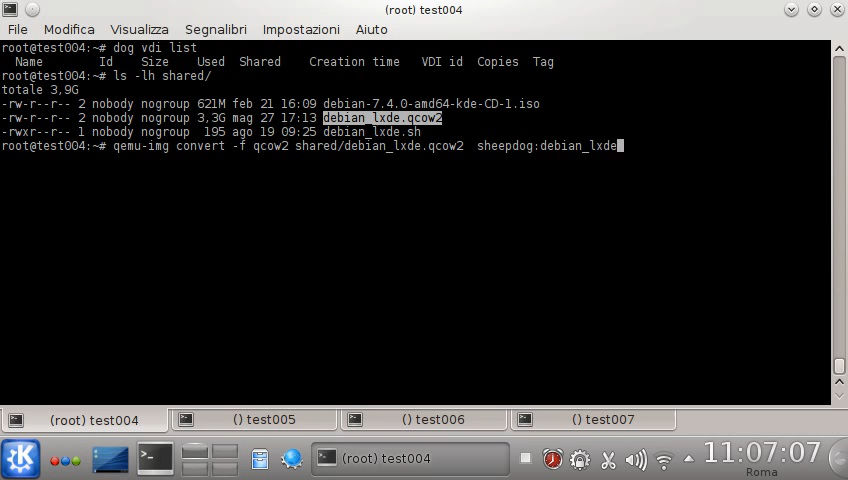 (root) test004
File Modifica Visualizza Segnalibri Impostazioni Aiuto
root@test004:~# dog vdi list
Name Id Size Used Shared Creation time VDI id Copies Tag
root@test004:~# ls -lh shared/
totale 3,9G
-rw-r--r-- 2 nobody nogroup 621M feb 21 16:09 debian-7.4.0-amd64-kde-CD-1.iso
-rw-r--r-- 2 nobody nogroup 3,3G mag 27 17:13 debian_lxde.qcow2
-rwxr--r-- 1 nobody nogroup 195 ago 19 09:25 debian_lxde.sh
root@test004:~# qemu-img convert -f qcow2 shared/debian_lxde.qcow2 sheepdog:debian_lxde
(root) test004 () test005 () test006 () test007
(root) test004
11:07:07
Roma